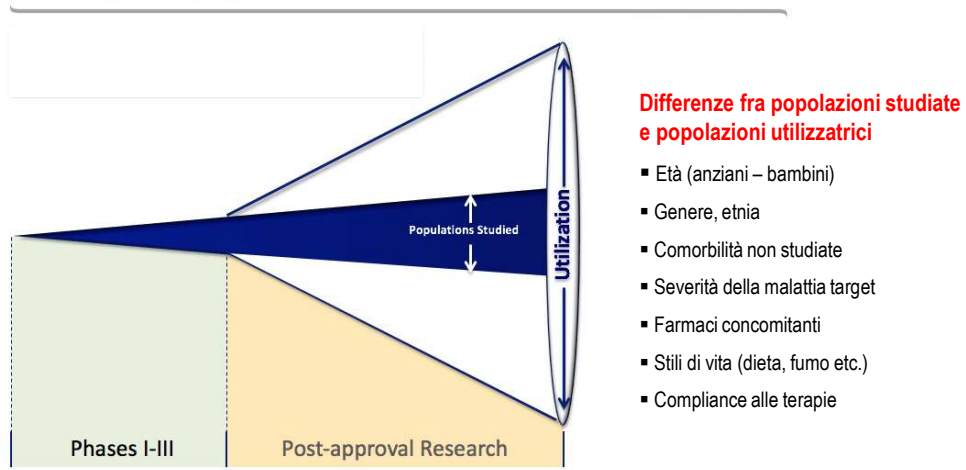 Differenze fra popolazioni studiate
e popolazioni utilizzatrici
▪ Età (anziani – bambini)
▪ Genere, etnia
▪ Comorbilità non studiate
▪ Severità della malattia target
▪ Farmaci concomitanti
▪ Stili di vita (dieta, fumo etc.)
▪ Compliance alle terapie
Populations Studied
Utilization
Phases I-III
Post-approval Research